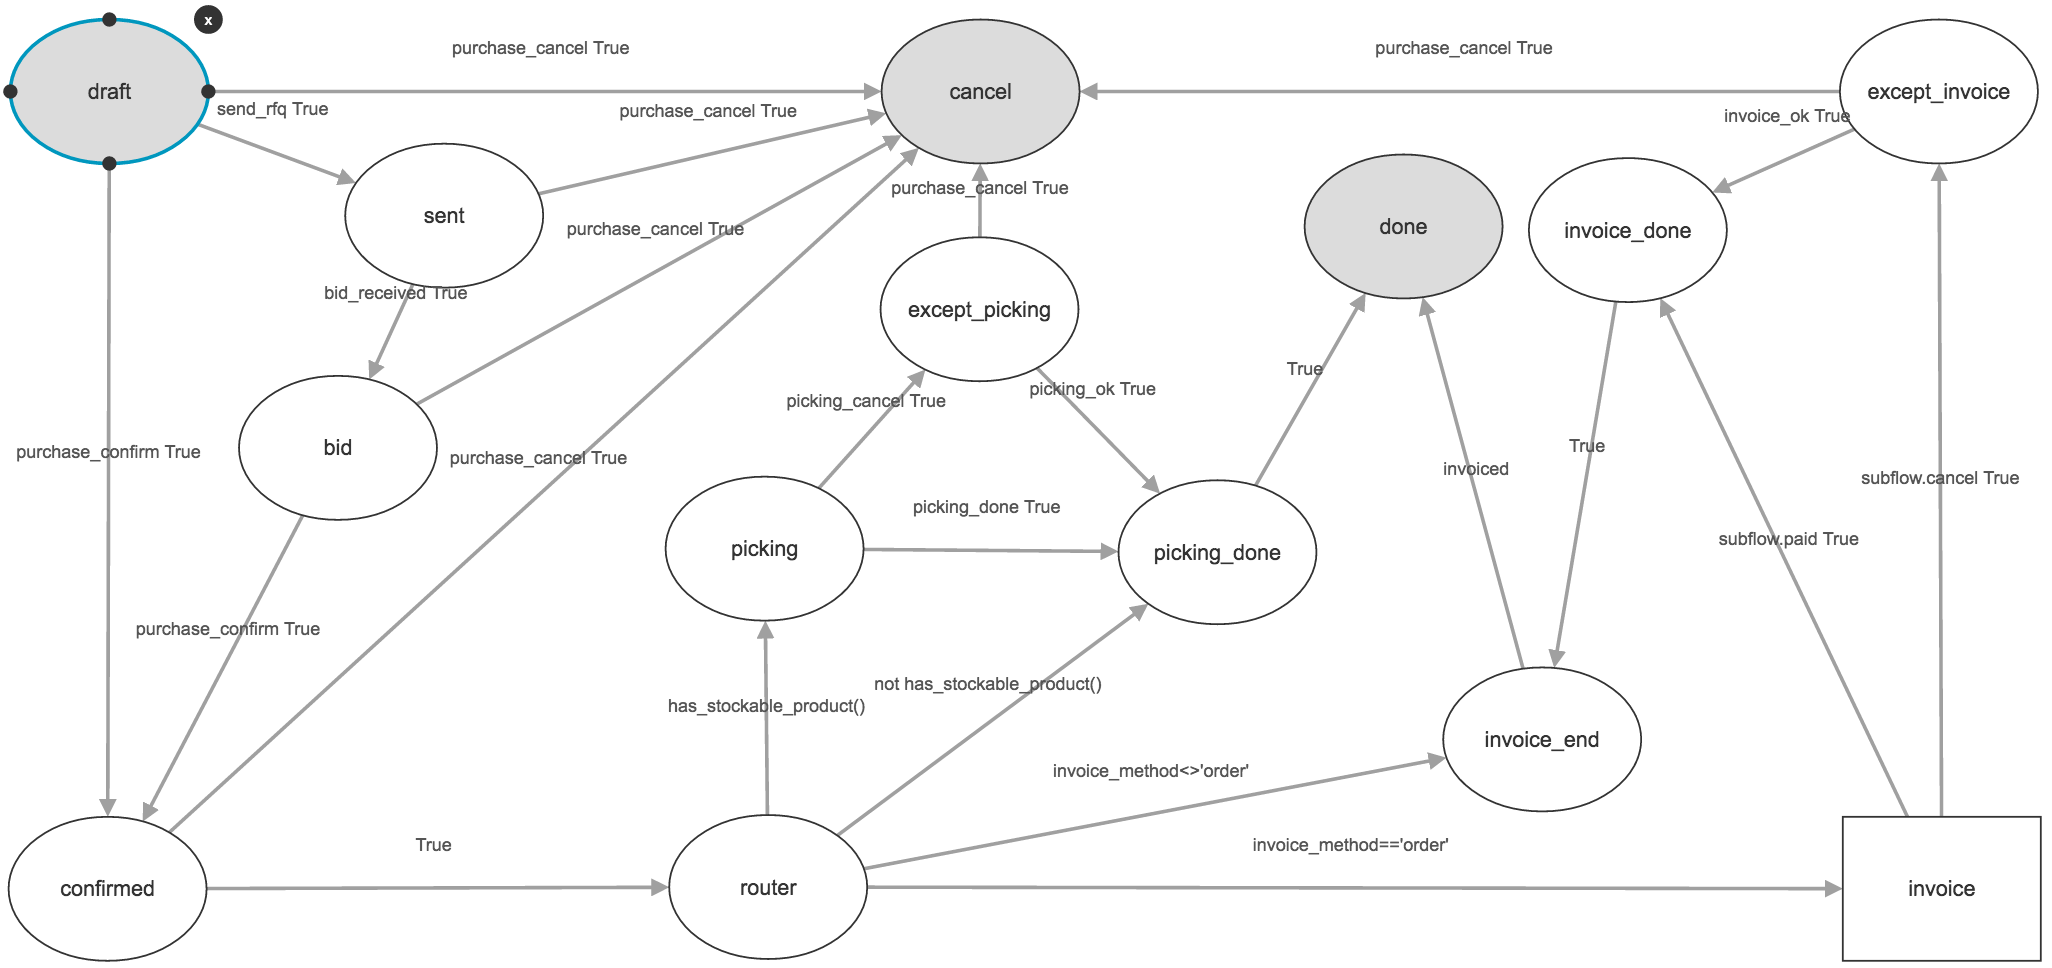 x
purchase_cancel True
purchase_cancel True
draft
cancel
except_invoice
send_rfq True
purchase_cancel True
invoice_ok True
purchase_cancel True
sent
done
invoice_done
purchase_cancel True
bid_received True
except_picking
True
picking_ok True
picking_cancel True
bid
True
purchase_confirm True
purchase_cancel True
invoiced
subflow.cancel True
picking_done True
subflow.paid True
picking
picking_done
purchase_confirm True
not has_stockable_product()
has_stockable_product()
invoice_end
invoice_method<>'order'
True
invoice_method=='order'
confirmed
router
invoice